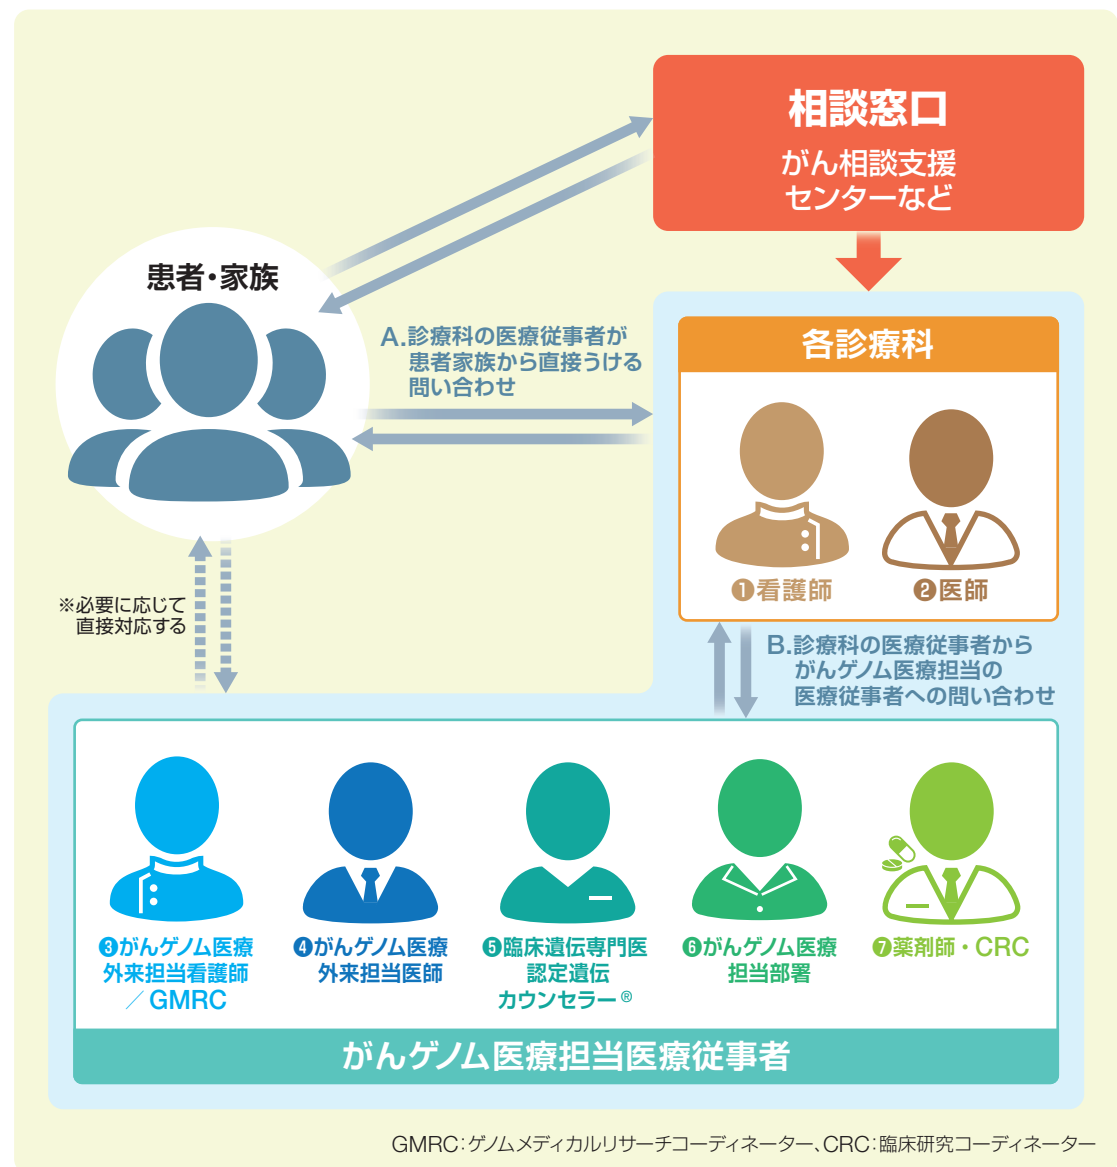 相談窓口
がん相談支援
センターなど
患者・家族
A.診療科の医療従事者が
患者家族から直接うける
問い合わせ
各診療科
❶看護師
❷医師
※必要に応じて
直接対応する
B.診療科の医療従事者から
がんゲノム医療担当の
医療従事者への問い合わせ
❸がんゲノム医療
外来担当看護師
／GMRC
❹がんゲノム医療
外来担当医師
❺臨床遺伝専門医
認定遺伝
カウンセラー®
❻がんゲノム医療
担当部署
❼薬剤師・CRC
がんゲノム医療担当医療従事者
GMRC:ゲノムメディカルリサーチコーディネーター、CRC:臨床研究コーディネーター